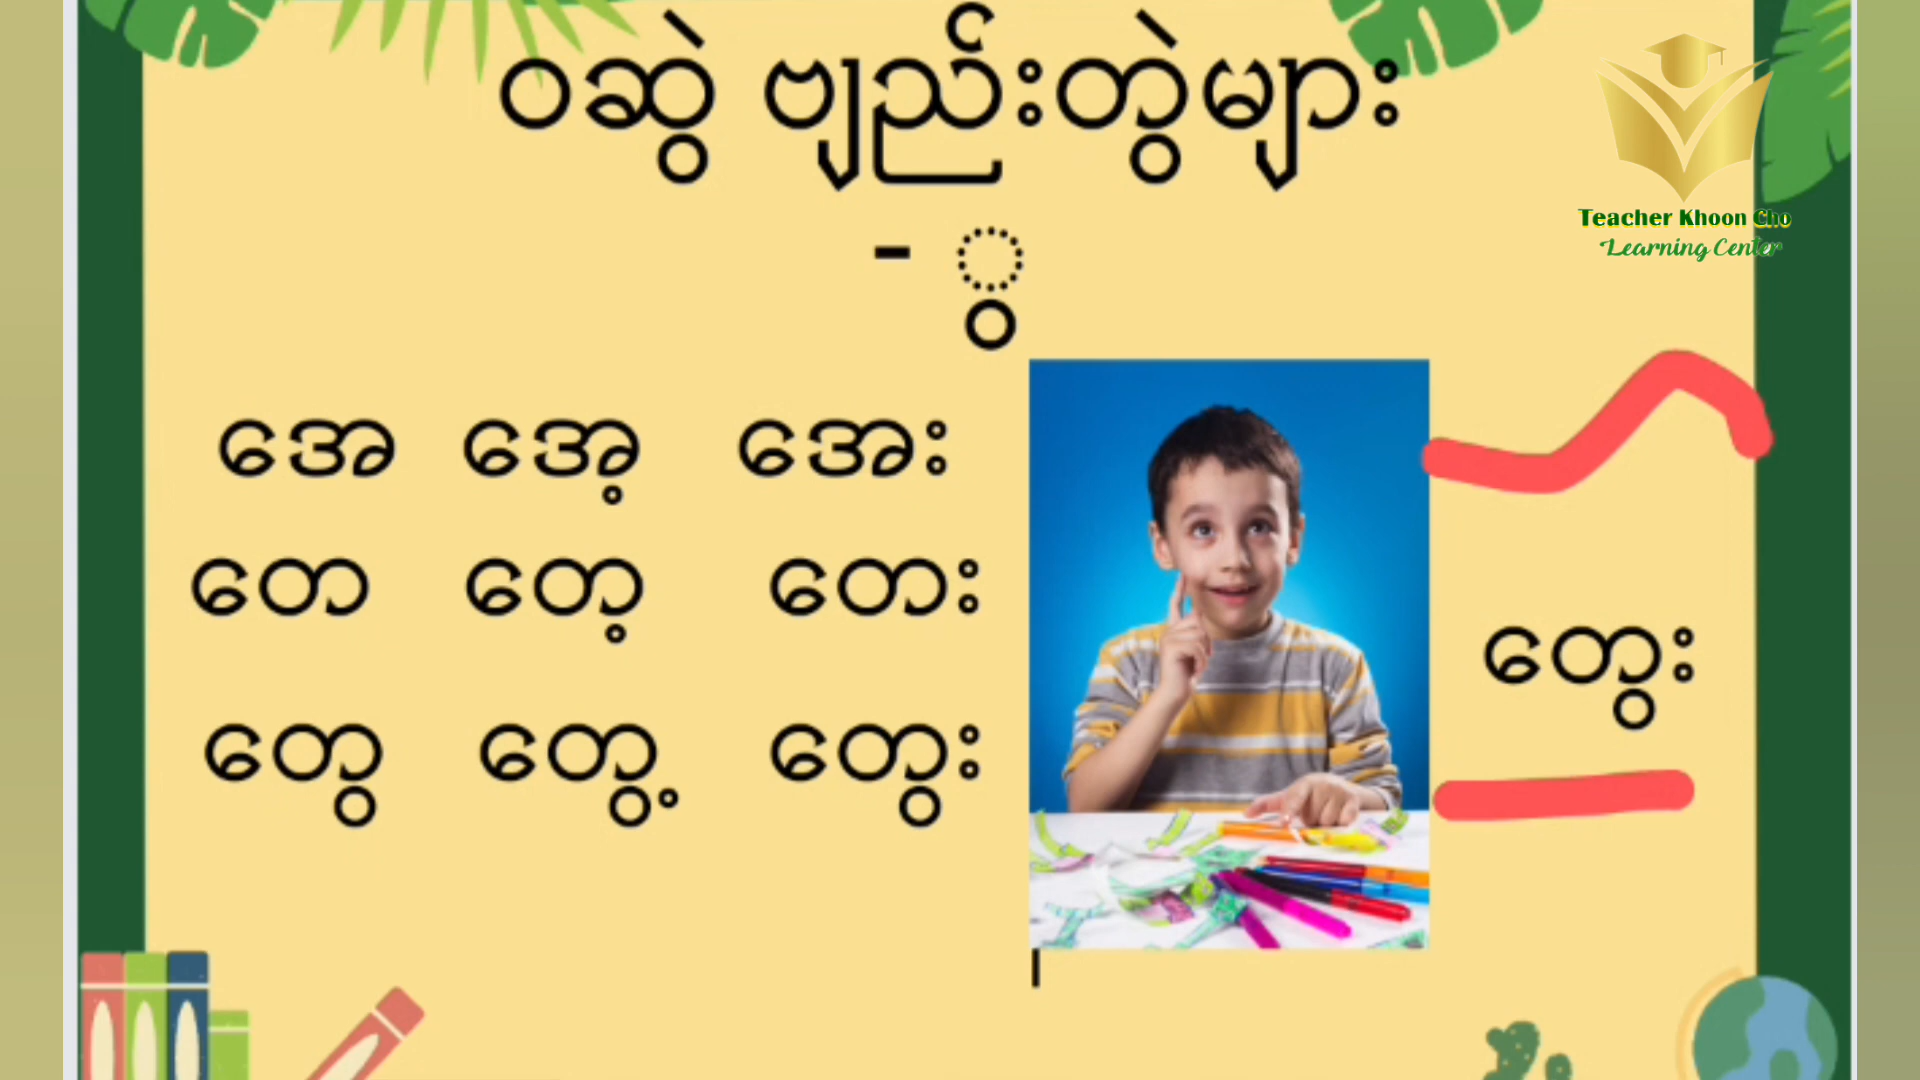 ဝဆွဲ ဗျည်းတွဲများ
- ွ
Teacher Khoon Cho
Learning Center
အေ အေ့ အေး
တေ တေ့ တေး
တွေ တွေ့ တွေး
တွေး